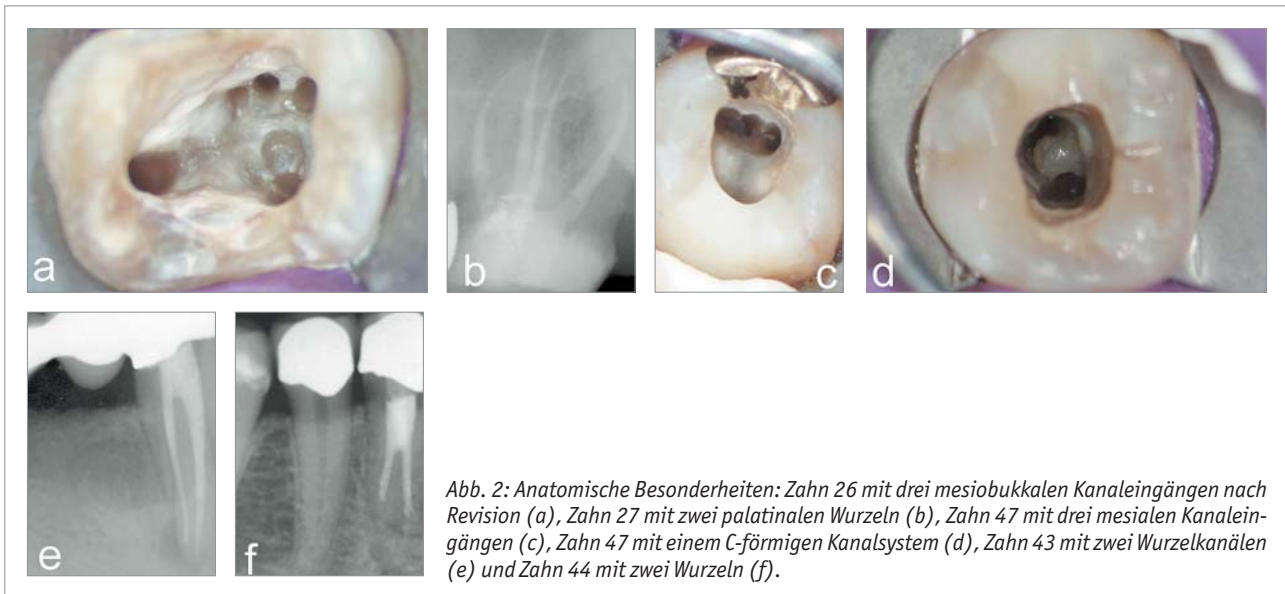 a
b
c
d
e
f
Abb. 2: Anatomische Besonderheiten: Zahn 26 mit drei mesiobukkalen Kanaleingängen nach
Revision (a), Zahn 27 mit zwei palatinalen Wurzeln (b), Zahn 47 mit drei mesialen Kanalein-
gängen (c), Zahn 47 mit einem C-förmigen Kanalsystem (d), Zahn 43 mit zwei Wurzelkanälen
(e) und Zahn 44 mit zwei Wurzeln (f).